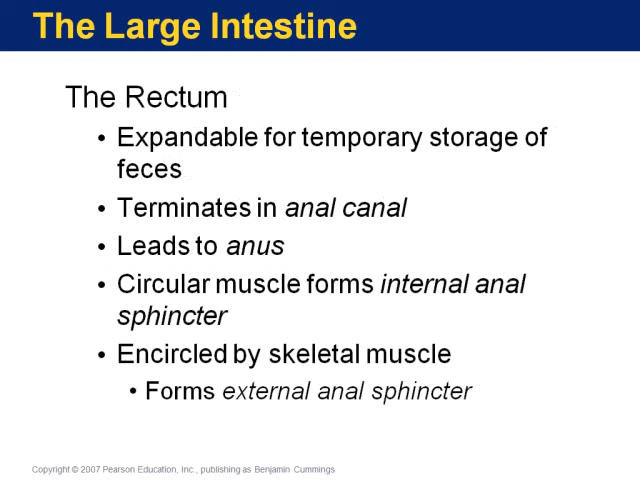 The Large Intestine
The Rectum
• Expandable for temporary storage of
feces
• Terminates in anal canal
• Leads to anus
• Circular muscle forms internal anal
sphincter
• Encircled by skeletal muscle
• Forms external anal sphincter
Copyright © 2007 Pearson Education, Inc., publishing as Benjamin Cummings